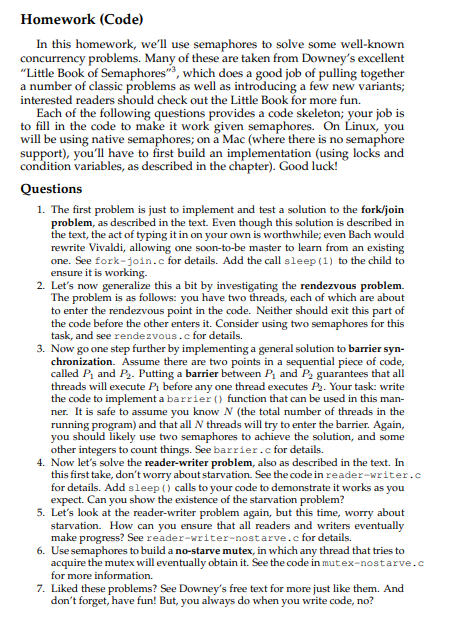 Homework (Code)
In this homework, we'll use semaphores to solve some well-known
concurrency problems. Many of these are taken from Downey's excellent
"Little Book of Semaphores"3, which does a good job of pulling together
a number of classic problems as well as introducing a few new variants;
interested readers should check out the Little Book for more fun.
Each of the following questions provides a code skeleton; your job is
to fill in the code to make it work given semaphores. On Linux, you
will be using native semaphores; on a Mac (where there is no semaphore
support), you'll have to first build an implementation (using locks and
condition variables, as described in the chapter). Good luck!
Questions
1. The first problem is just to implement and test a solution to the fork/join
problem, as described in the text. Even though this solution is described in
the text, the act of typing it in on your own is worthwhile; even Bach would
rewrite Vivaldi, allowing one soon-to-be master to learn from an existing
one. See fork-join.c for details. Add the call sleep(1) to the child to
ensure it is working.
2. Let's now generalize this a bit by investigating the rendezvous problem.
The problem is as follows: you have two threads, each of which are about
to enter the rendezvous point in the code. Neither should exit this part of
the code before the other enters it. Consider using two semaphores for this
task, and see rendezvous.c for details.
3. Now go one step further by implementing a general solution to barrier syn-
chronization. Assume there are two points in a sequential piece of code,
called P1 and P2. Putting a barrier between P1 and P2 guarantees that all
threads will execute P1 before any one thread executes P2. Your task: write
the code to implement a barrier() function that can be used in this man-
ner. It is safe to assume you know N (the total number of threads in the
running program) and that all N threads will try to enter the barrier. Again,
you should likely use two semaphores to achieve the solution, and some
other integers to count things. See barrier.c for details.
4. Now let's solve the reader-writer problem, also as described in the text. In
this first take, don't worry about starvation. See the code in reader-writer.c
for details. Add sleep() calls to your code to demonstrate it works as you
expect. Can you show the existence of the starvation problem?
5. Let's look at the reader-writer problem again, but this time, worry about
starvation. How can you ensure that all readers and writers eventually
make progress? See reader-writer-nostarve.c for details.
6. Use semaphores to build a no-starve mutex, in which any thread that tries to
acquire the mutex will eventually obtain it. See the code in mutex-nostarve.c
for more information.
7. Liked these problems? See Downey's free text for more just like them. And
don't forget, have fun! But, you always do when you write code, no?